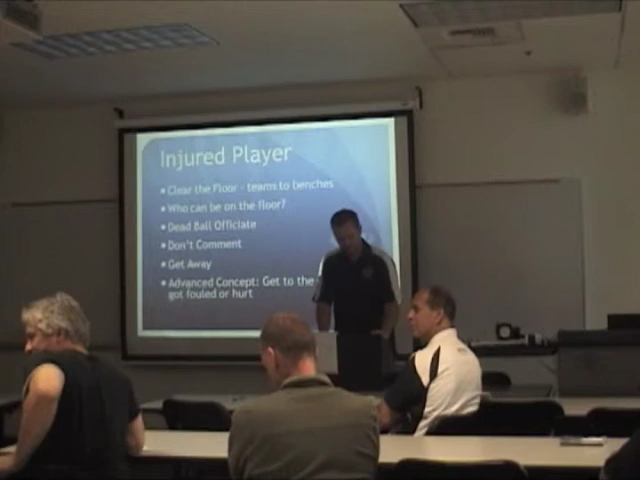 Injured Player
Clear the Floor - teams to benches
Who can be on the floor?
Dead Ball Officiate
Don't Comment
Get Away
Advanced Concept: Get to the
got fouled or hurt